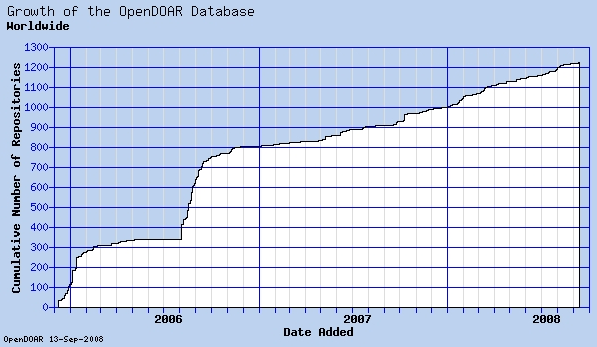 Growth of the OpenDOAR Database
Worldwide
Cumulative Number of Repositories
1300
1200
1100
1000
900
800
700
600
500
400
300
200
100
0
2006 2007 2008
Date Added
OpenDOAR 13-Sep-2008